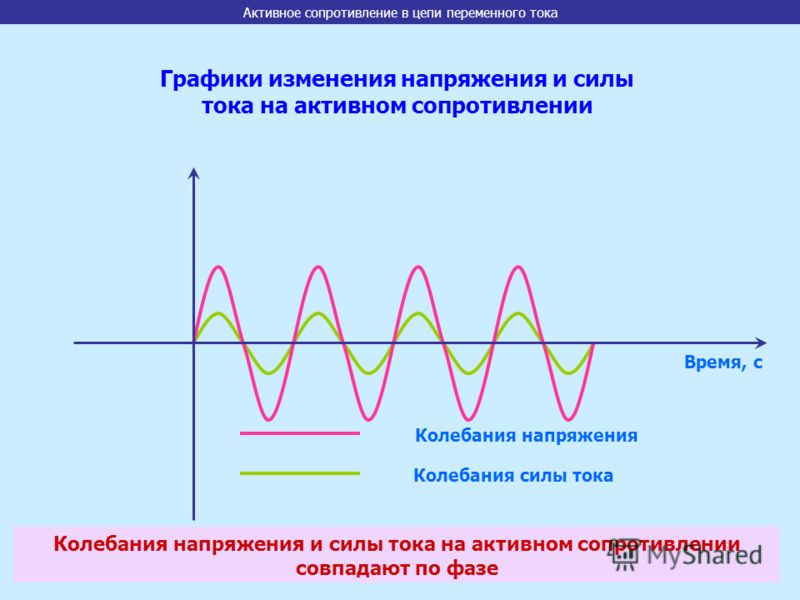 Активное сопротивление в цепи переменного тока
Графики изменения напряжения и силы
тока на активном сопротивлении
Время, с
Колебания напряжения
Колебания силы тока
Колебания напряжения и силы тока на активном сопротивлении
совпадают по фазе
MyShared